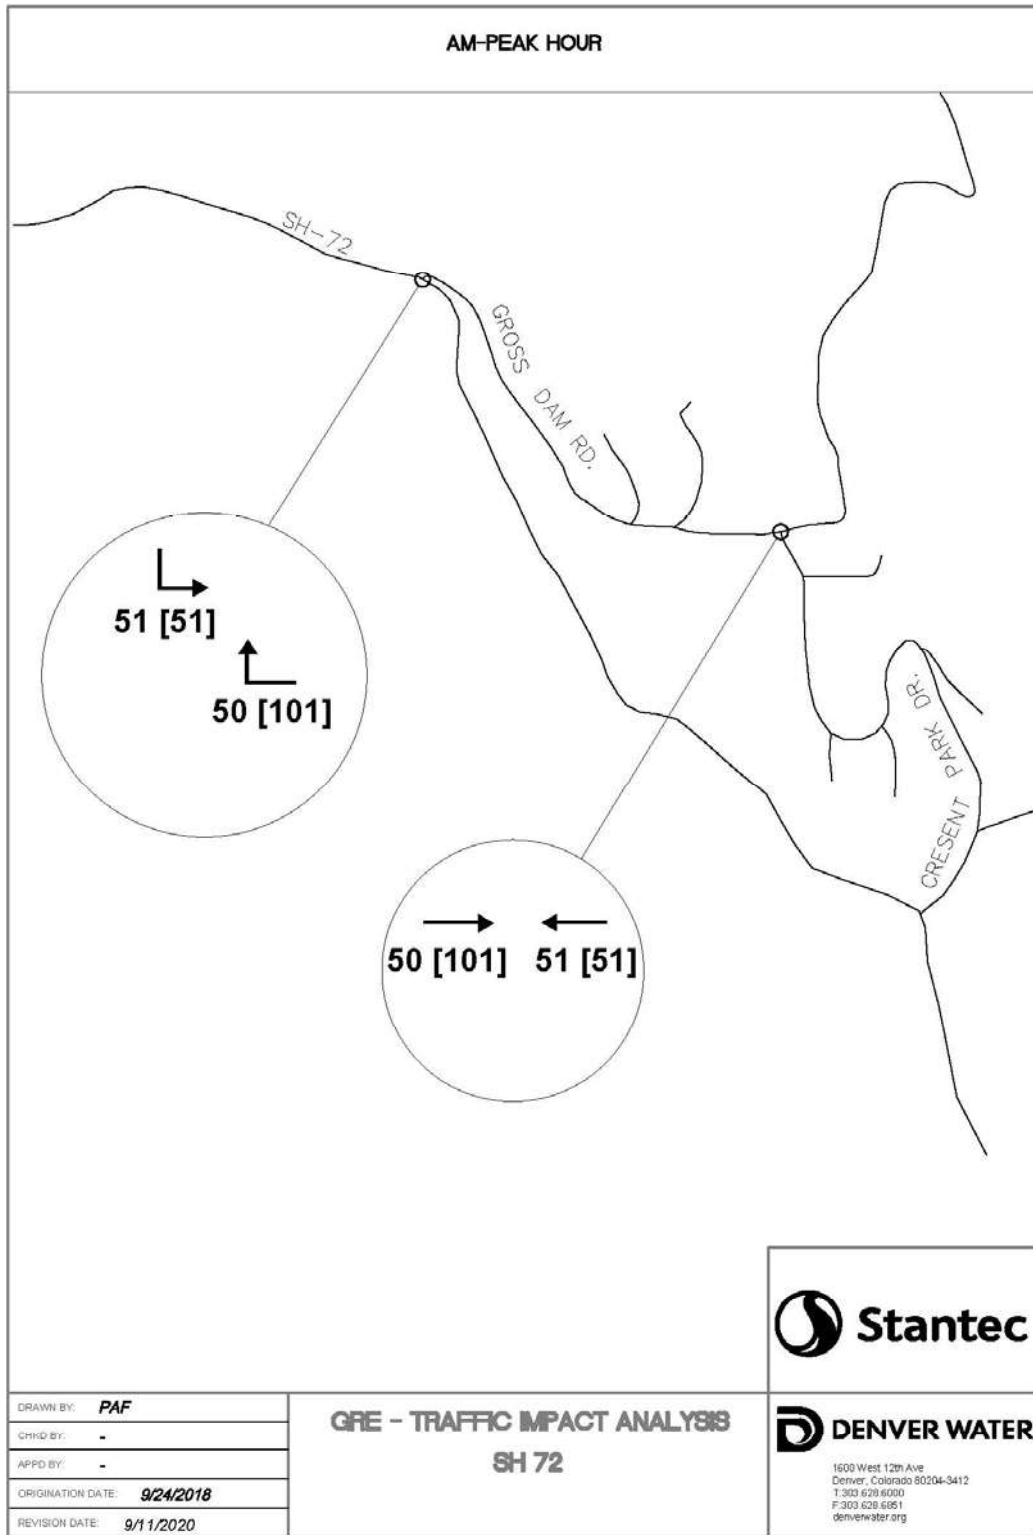 AM-PEAK HOUR
SH-72
GROSS DAM RD.
51 [51]
50 [101]
CRESENT PARK DR.
50 [101] 51 [51]
Stantec
DRAWN BY: PAF
CHKD BY: -
APPD BY: -
ORIGINATION DATE: 9/24/2018
REVISION DATE: 9/11/2020
GRE - TRAFFIC IMPACT ANALYSIS
SH 72
DENVER WATER
1600 West 12th Ave
Denver, Colorado 80204-3412
T:303.628.6000
F:303.628.6851
denverwater.org